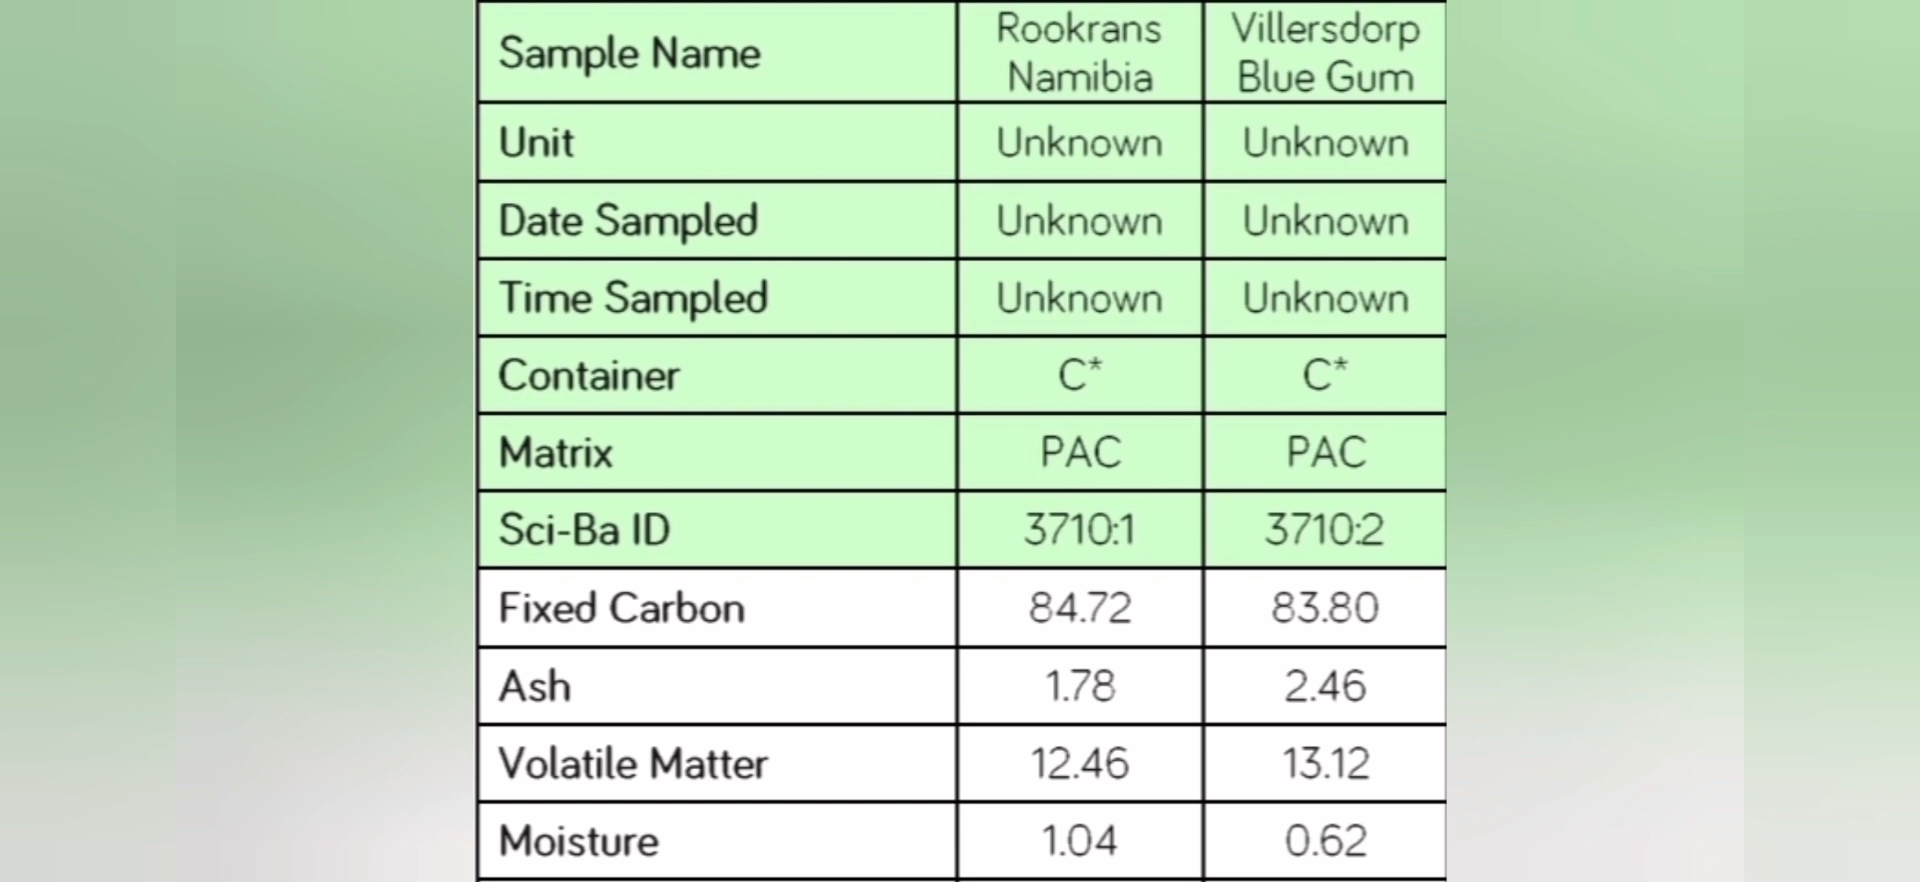 Sample Name Rookrans Namibia Villersdorp Blue Gum
Unit Unknown Unknown
Date Sampled Unknown Unknown
Time Sampled Unknown Unknown
Container C* C*
Matrix PAC PAC
Sci-Ba ID 3710:1 3710:2
Fixed Carbon 84.72 83.80
Ash 1.78 2.46
Volatile Matter 12.46 13.12
Moisture 1.04 0.62